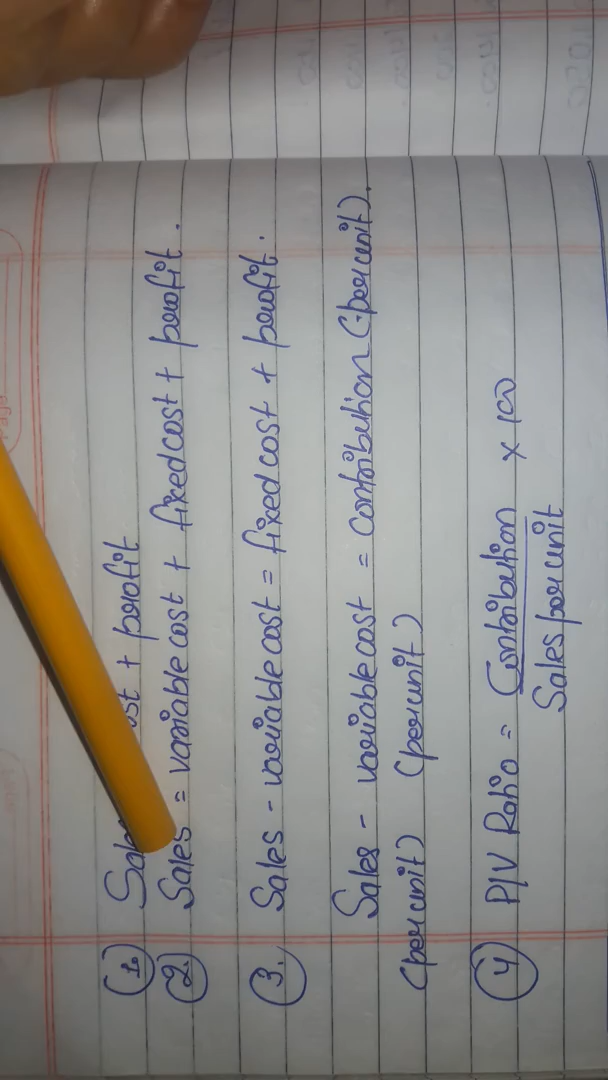 (1.) ost + profit
(2.) Sales = variable cost + fixed cost + profit.
(3.) Sales - variable cost = fixed cost + profit.
Sales - variable cost = contribution (per unit).
(per unit) (per unit)
(4) P/V Ratio = Contribution × 100
Sales per unit